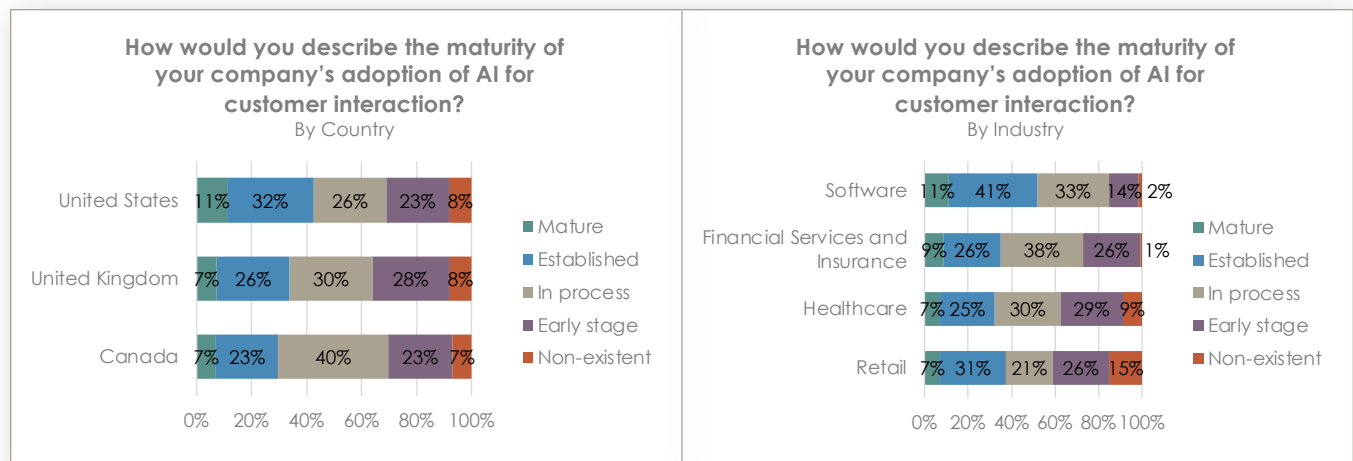 How would you describe the maturity of
your company’s adoption of AI for
customer interaction?
By Country
United States
11% 32% 26% 23% 8%
United Kingdom
7% 26% 30% 28% 8%
Canada
7% 23% 40% 23% 7%
0% 20% 40% 60% 80% 100%
Mature
Established
In process
Early stage
Non-existent
How would you describe the maturity of
your company’s adoption of AI for
customer interaction?
By Industry
Software
11% 41% 33% 14% 2%
Financial Services and
Insurance
9% 26% 38% 26% 1%
Healthcare
7% 25% 30% 29% 9%
Retail
7% 31% 21% 26% 15%
0% 20% 40% 60% 80% 100%
Mature
Established
In process
Early stage
Non-existent